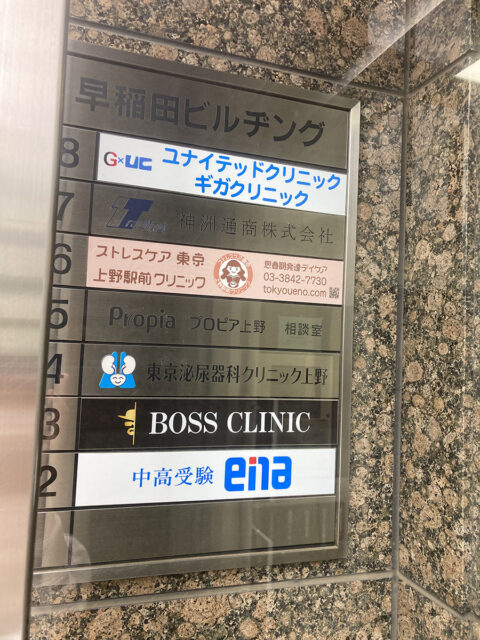 早稲田ビルヂング
8
G×UC ユナイテッドクリニック
ギガクリニック
7
神洲通商株式会社
6
ストレスケア 東京
上野駅前クリニック
思春期発達デイケア
03-3842-7730
tokyoueno.com
5
Propia プロピア上野 相談室
4
東京泌尿器科クリニック上野
3
BOSS CLINIC
2
中高受験 ena